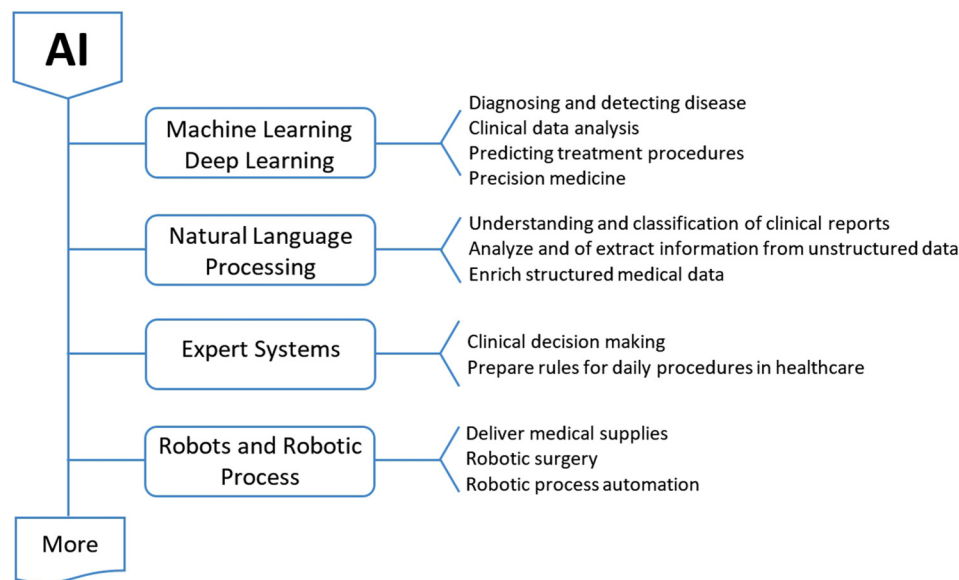 AI
Machine Learning
Deep Learning
Diagnosing and detecting disease
Clinical data analysis
Predicting treatment procedures
Precision medicine
Natural Language
Processing
Understanding and classification of clinical reports
Analyze and of extract information from unstructured data
Enrich structured medical data
Expert Systems
Clinical decision making
Prepare rules for daily procedures in healthcare
Robots and Robotic
Process
Deliver medical supplies
Robotic surgery
Robotic process automation
More